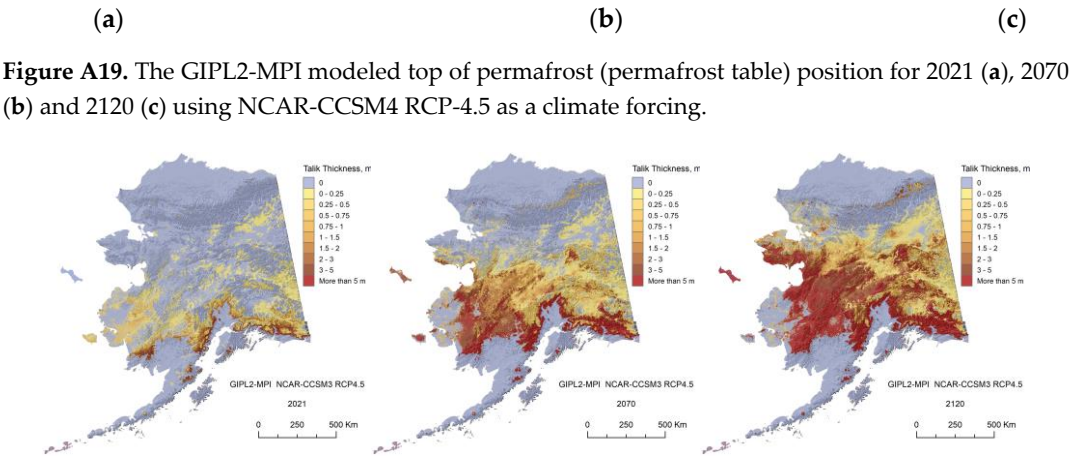 (a) (b) (c)
Figure A19. The GIPL2-MPI modeled top of permafrost (permafrost table) position for 2021 (a), 2070
(b) and 2120 (c) using NCAR-CCSM4 RCP-4.5 as a climate forcing.
Talik Thickness, m
0
0 - 0.25
0.25 - 0.5
0.5 - 0.75
0.75 - 1
1 - 1.5
1.5 - 2
2 - 3
3 - 5
More than 5 m
GIPL2-MPI NCAR-CCSM3 RCP4.5
2021
0 250 500 Km
Talik Thickness, m
0
0 - 0.25
0.25 - 0.5
0.5 - 0.75
0.75 - 1
1 - 1.5
1.5 - 2
2 - 3
3 - 5
More than 5 m
GIPL2-MPI NCAR-CCSM3 RCP4.5
2070
0 250 500 Km
Talik Thickness, m
0
0 - 0.25
0.25 - 0.5
0.5 - 0.75
0.75 - 1
1 - 1.5
1.5 - 2
2 - 3
3 - 5
More than 5 m
GIPL2-MPI NCAR-CCSM3 RCP4.5
2120
0 250 500 Km